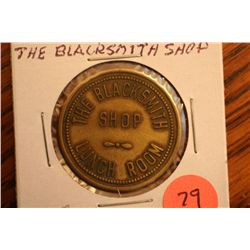 THE BLACKSMITH SHOP
THE BLACKSMITH
SHOP
LUNCH ROOM
79